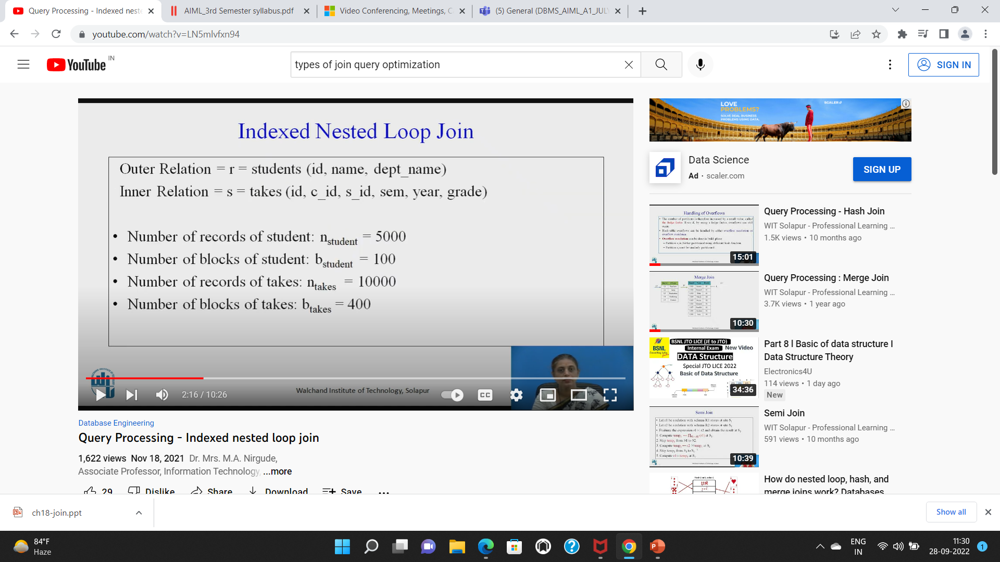 Query Processing - Indexed neste
AIML_3rd Semester syllabus.pdf
Video Conferencing, Meetings, C
(5) General (DBMS_AIML_A1_JUL
youtube.com/watch?v=LN5mlvfxn94
YouTube IN
types of join query optimization
SIGN IN
Indexed Nested Loop Join
Outer Relation = r = students (id, name, dept_name)
Inner Relation = s = takes (id, c_id, s_id, sem, year, grade)
• Number of records of student: nstudent = 5000
• Number of blocks of student: bstudent = 100
• Number of records of takes: ntakes = 10000
• Number of blocks of takes: btakes = 400
Walchand Institute of Technology, Solapur
2:16 / 10:26
CC
Database Engineering
Query Processing - Indexed nested loop join
1,622 views Nov 18, 2021 Dr. Mrs. M.A. Nirgude,
Associate Professor, Information Technology, ...more
29 Dislike Share Download Save ...
LOVE
PROBLEMS?
SOLVE REAL BUSINESS
PROBLEMS USING DATA.
SCALER
Data Science
Ad · scaler.com
SIGN UP
Handling of Overflows
15:01
Query Processing - Hash Join
WIT Solapur - Professional Learning ...
1.5K views • 10 months ago
Merge Join
10:30
Query Processing : Merge Join
WIT Solapur - Professional Learning ...
3.7K views • 1 year ago
BSNL
BSNL JTO LICE (JE to JTO)
Internal Exam New Video
DATA Structure
Special JTO LICE 2022
Basic of Data Structure
34:36
Part 8 l Basic of data structure l
Data Structure Theory
Electronics4U
114 views • 1 day ago
New
Semi Join
10:39
Semi Join
WIT Solapur - Professional Learning ...
591 views • 10 months ago
How do nested loop, hash, and
merge joins work? Databases
ch18-join.ppt
Show all
84°F
Haze
ENG
IN
11:30
28-09-2022
1